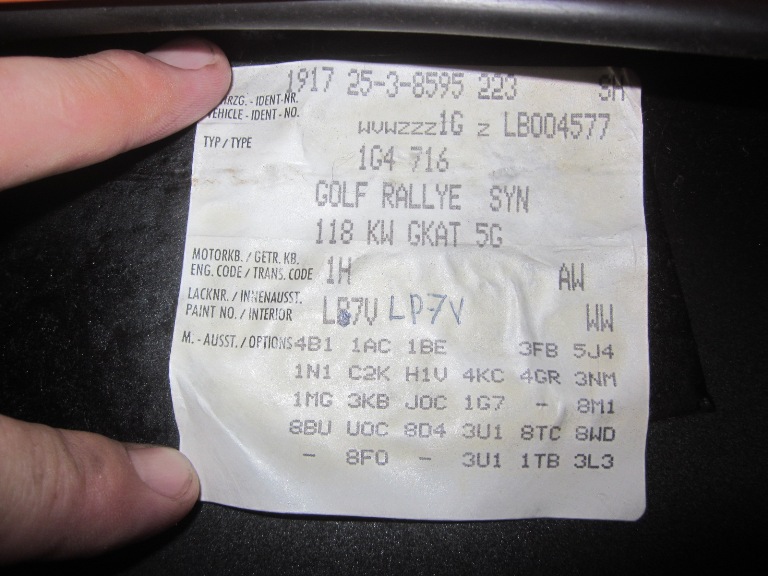 1917 25-3-8595 223
FZG. - IDENT-NR.
VEHICLE - IDENT - NO.
WVWZZZ1G Z LB004577
TYP / TYPE
1G4 716
GOLF RALLYE SYN
118 KW GKAT 5G
MOTORKB. / GETR. KB.
ENG. CODE / TRANS. CODE 1H AW
LACKNR. / INNENAUSST.
PAINT NO. / INTERIOR LP7V LP7V WW
M. - AUSST. / OPTIONS 4B1 1AC 1BE 3FB 5J4
1N1 C2K H1V 4KC 4GR 3NM
1MG 3KB J0C 1G7 - 8M1
8BU U0C 8D4 3U1 8TC 8WD
- 8F0 - 3U1 1TB 3L3